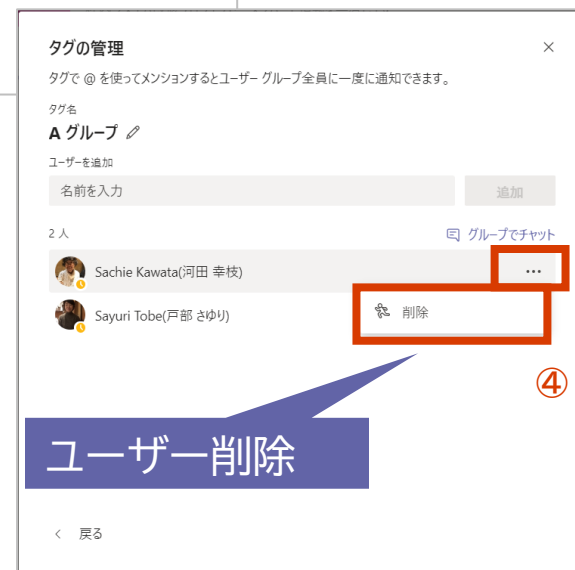 タグの管理
タグで @ を使ってメンションするとユーザー グループ全員に一度に通知できます。
タグ名
A グループ
ユーザーを追加
名前を入力
追加
2 人
グループでチャット
Sachie Kawata(河田 幸枝)
...
Sayuri Tobe(戸部 さゆり)
削除
④
ユーザー削除
< 戻る